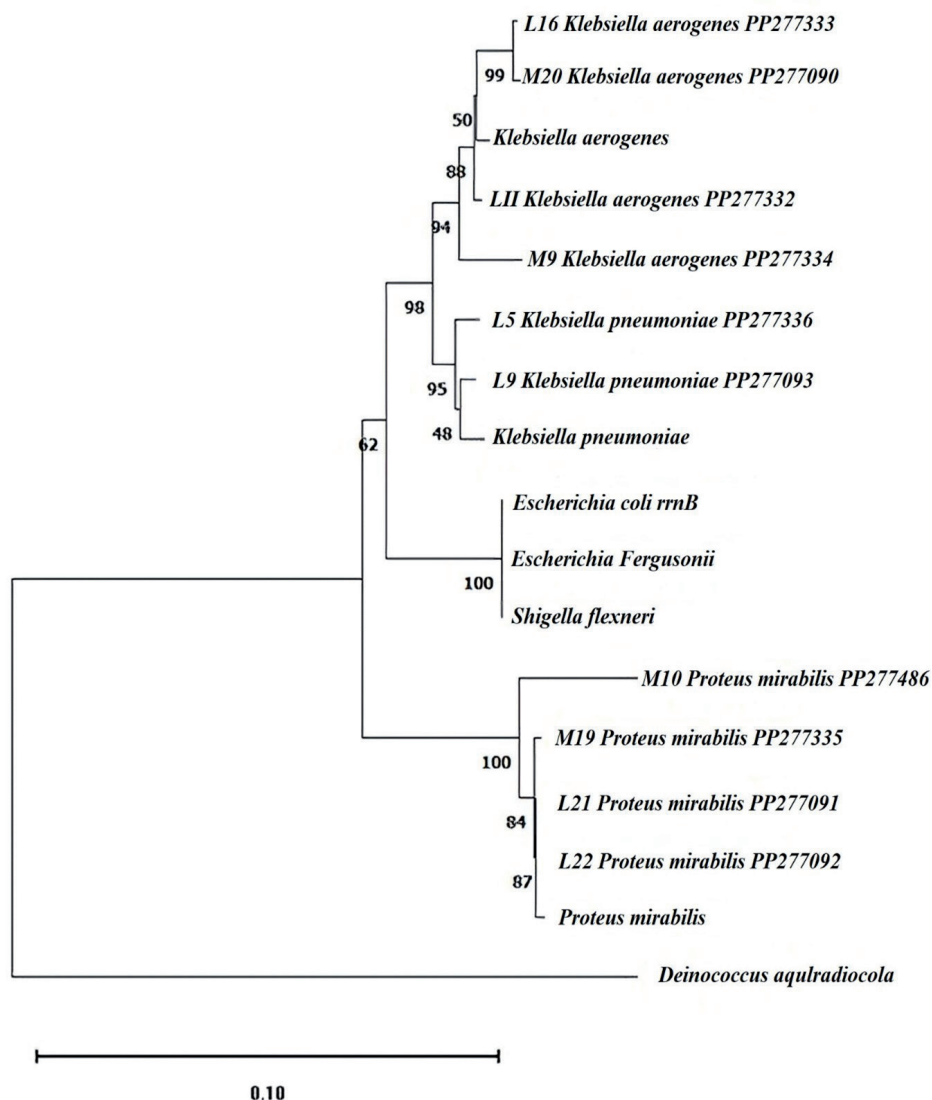 L16 Klebsiella aerogenes PP277333
99
M20 Klebsiella aerogenes PP277090
50
Klebsiella aerogenes
88
LII Klebsiella aerogenes PP277332
94
M9 Klebsiella aerogenes PP277334
98
L5 Klebsiella pneumoniae PP277336
95
L9 Klebsiella pneumoniae PP277093
48
Klebsiella pneumoniae
62
Escherichia coli rrnB
Escherichia Fergusonii
100
Shigella flexneri
M10 Proteus mirabilis PP277486
M19 Proteus mirabilis PP277335
100
L21 Proteus mirabilis PP277091
84
L22 Proteus mirabilis PP277092
87
Proteus mirabilis
Deinococcus aqulradiocola
0.10